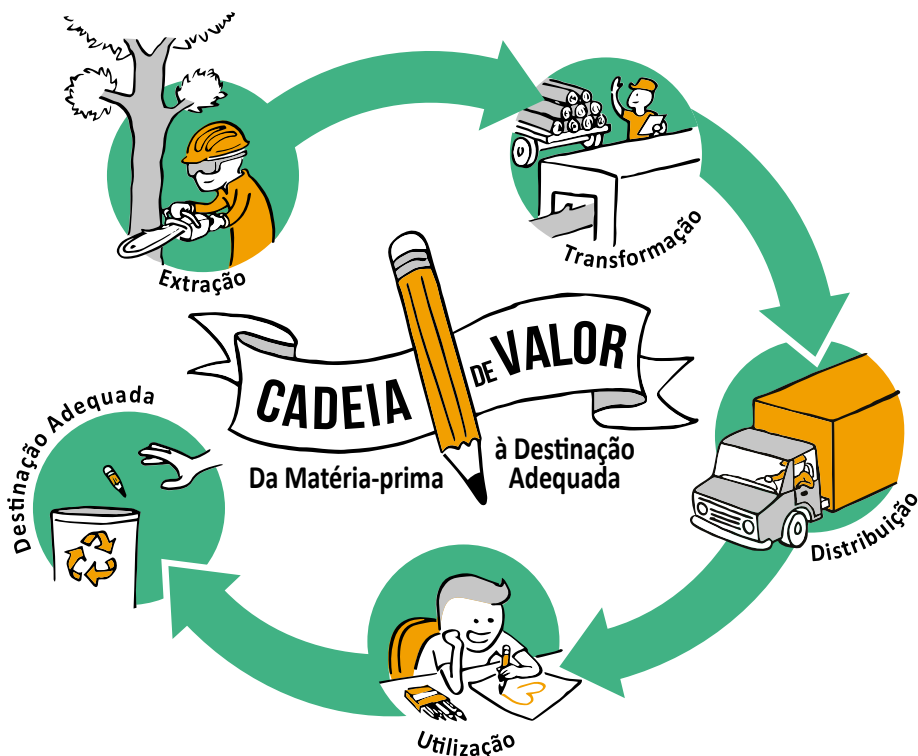 Extração
Transformação
CADEIA DE VALOR
Da Matéria-prima
à Destinação
Adequada
Destinação Adequada
Distribuição
Utilização